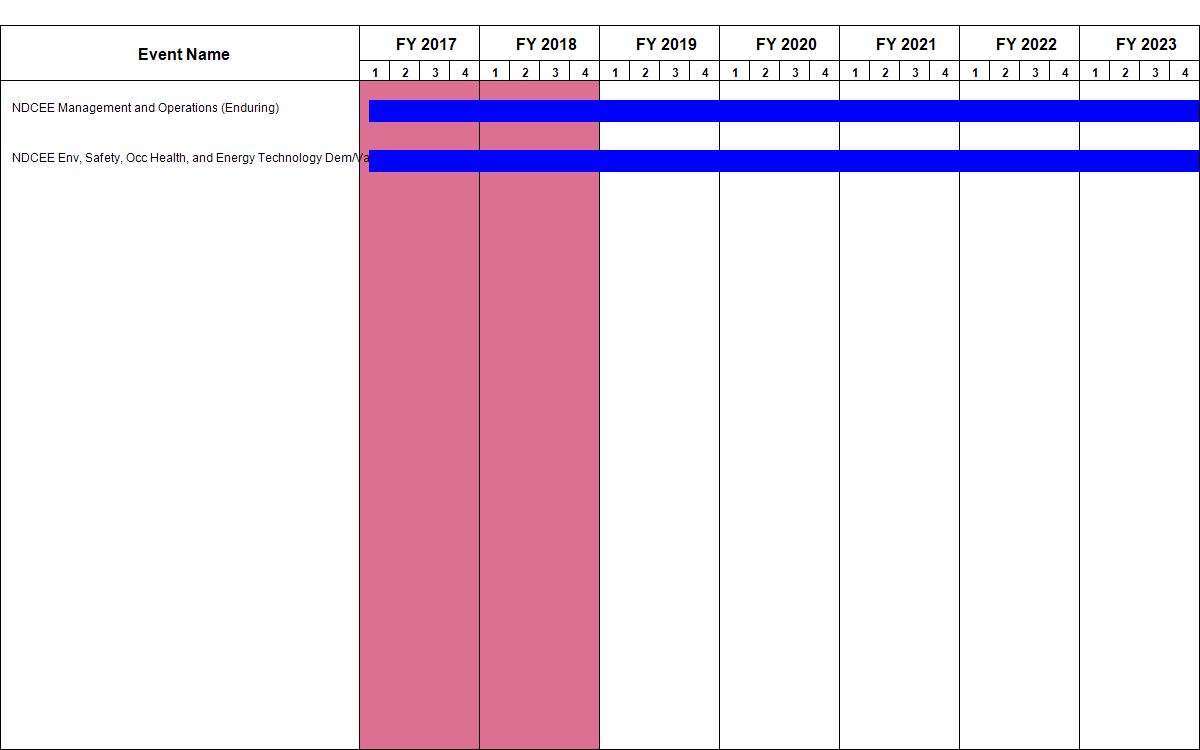 Event Name
FY 2017 FY 2018 FY 2019 FY 2020 FY 2021 FY 2022 FY 2023
1 2 3 4 1 2 3 4 1 2 3 4 1 2 3 4 1 2 3 4 1 2 3 4 1 2 3 4
NDCEE Management and Operations (Enduring)
NDCEE Env, Safety, Occ Health, and Energy Technology Dem/Va